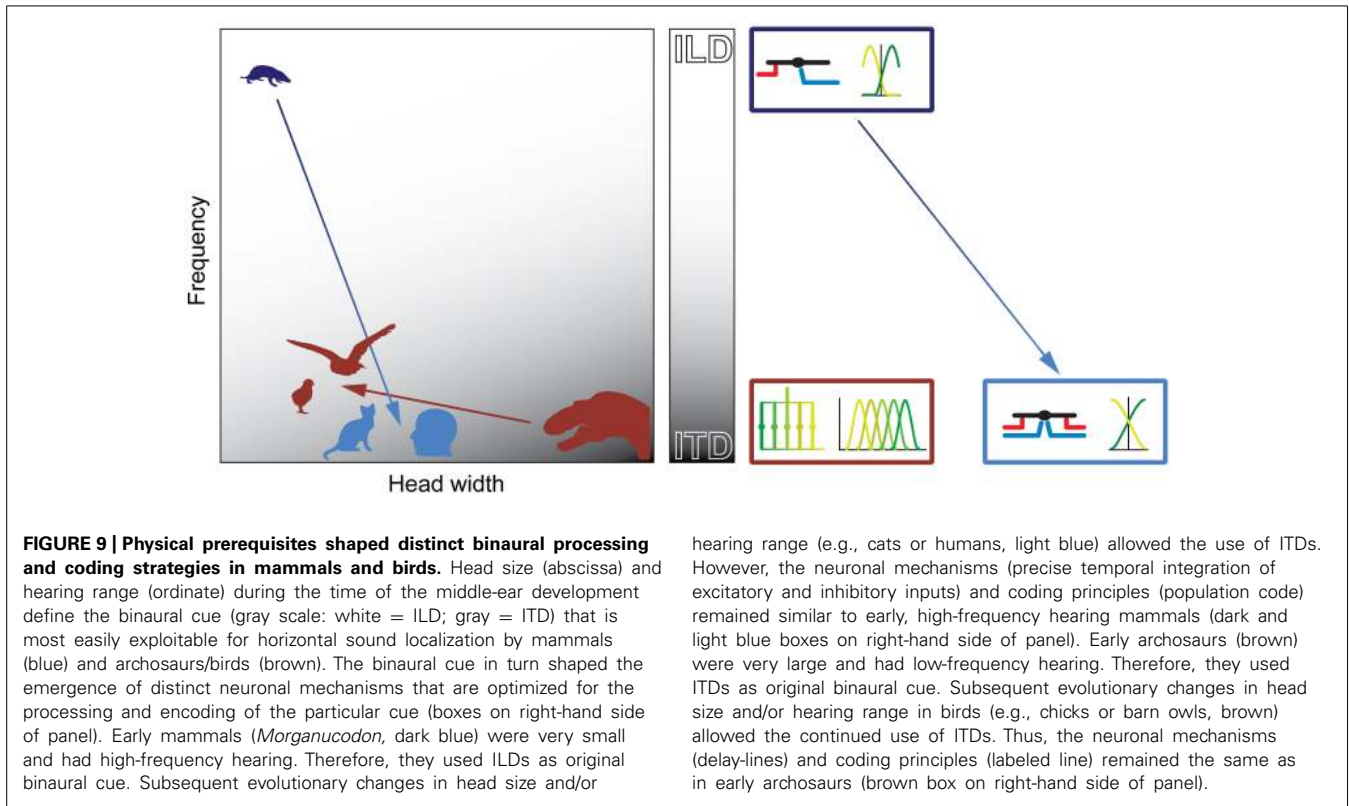 Frequency
ILD
ITD
Head width
FIGURE 9 | Physical prerequisites shaped distinct binaural processing
and coding strategies in mammals and birds. Head size (abscissa) and
hearing range (ordinate) during the time of the middle-ear development
define the binaural cue (gray scale: white = ILD; gray = ITD) that is
most easily exploitable for horizontal sound localization by mammals
(blue) and archosaurs/birds (brown). The binaural cue in turn shaped the
emergence of distinct neuronal mechanisms that are optimized for the
processing and encoding of the particular cue (boxes on right-hand side
of panel). Early mammals (Morganucodon, dark blue) were very small
and had high-frequency hearing. Therefore, they used ILDs as original
binaural cue. Subsequent evolutionary changes in head size and/or
hearing range (e.g., cats or humans, light blue) allowed the use of ITDs.
However, the neuronal mechanisms (precise temporal integration of
excitatory and inhibitory inputs) and coding principles (population code)
remained similar to early, high-frequency hearing mammals (dark and
light blue boxes on right-hand side of panel). Early archosaurs (brown)
were very large and had low-frequency hearing. Therefore, they used
ITDs as original binaural cue. Subsequent evolutionary changes in head
size and/or hearing range in birds (e.g., chicks or barn owls, brown)
allowed the continued use of ITDs. Thus, the neuronal mechanisms
(delay-lines) and coding principles (labeled line) remained the same as
in early archosaurs (brown box on right-hand side of panel).